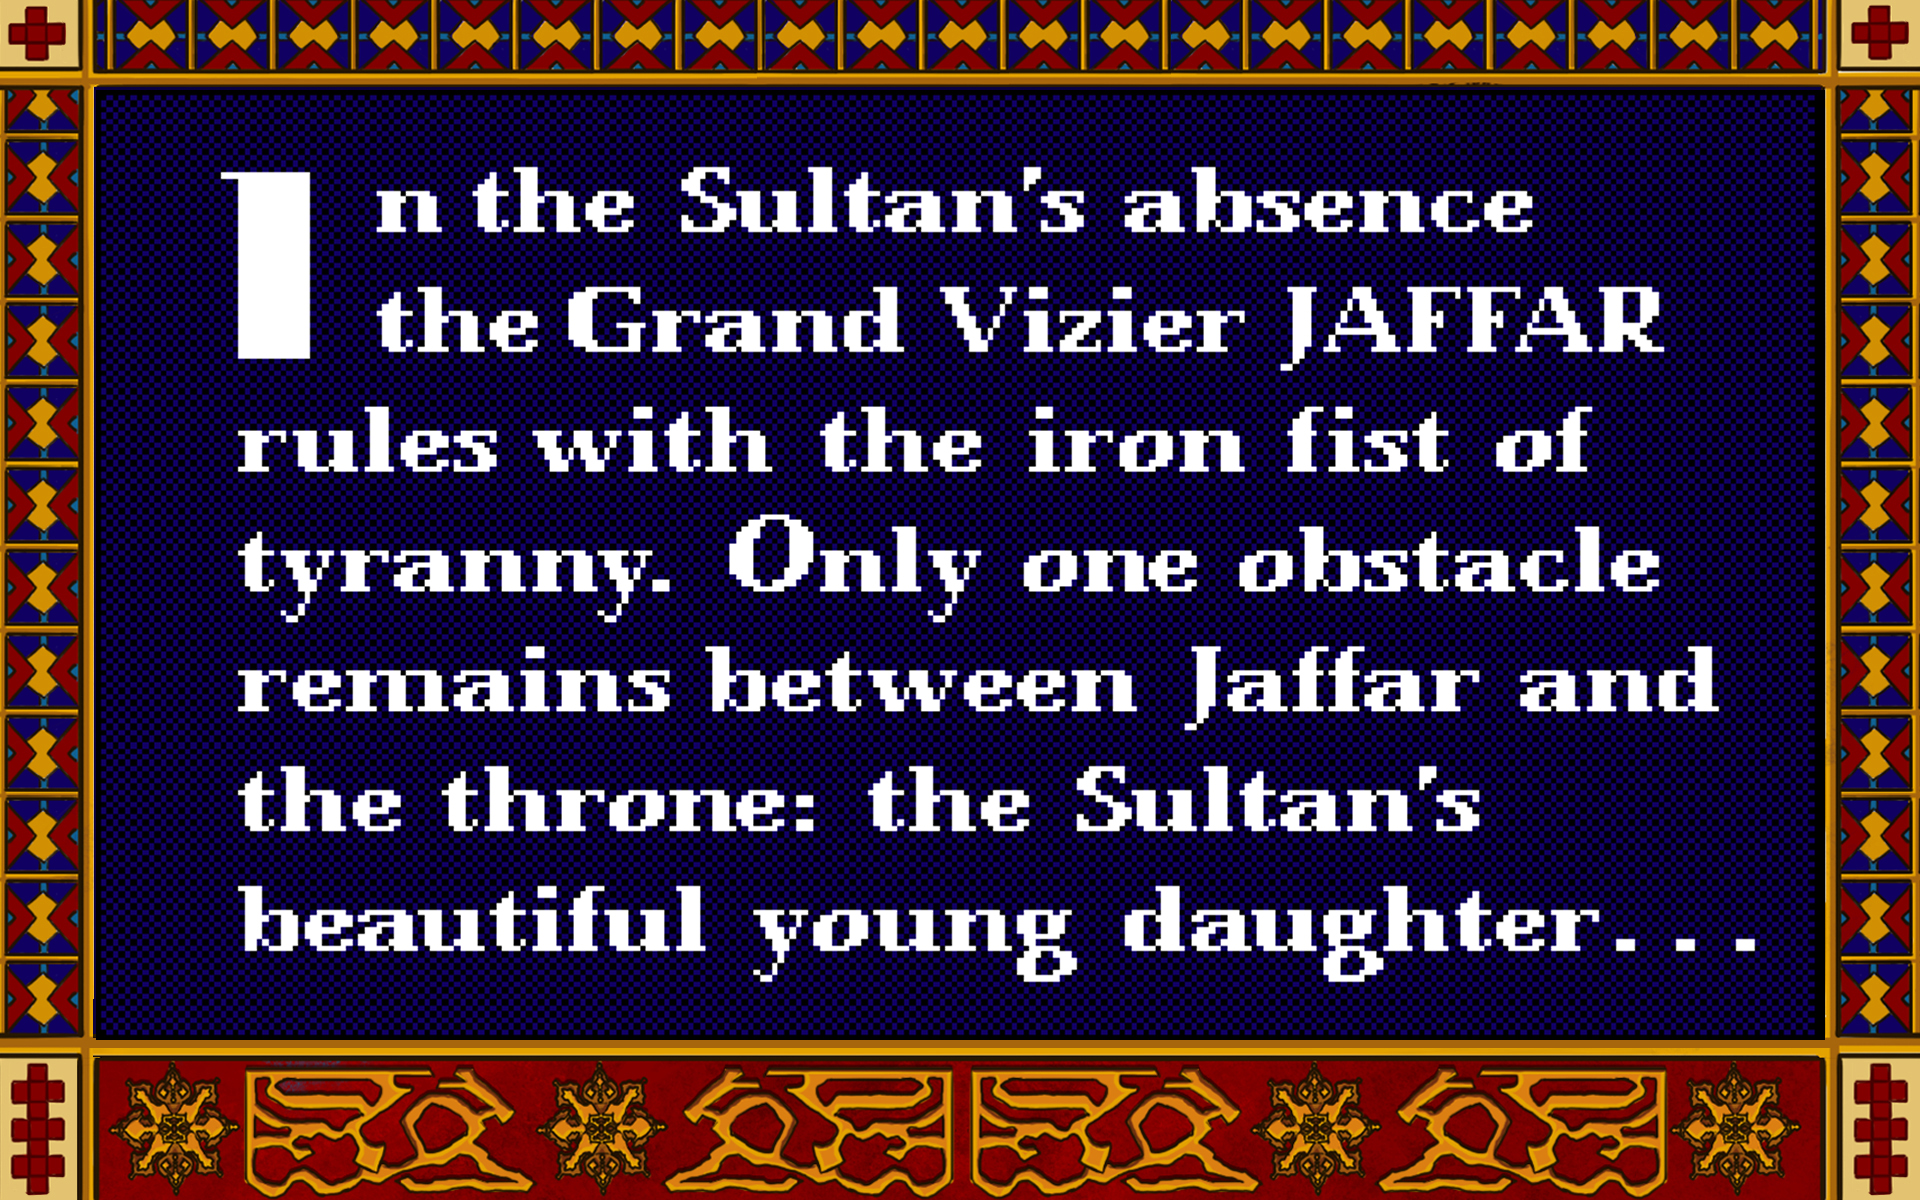 In the Sultan's absence
the Grand Vizier JAFFAR
rules with the iron fist of
tyranny. Only one obstacle
remains between Jaffar and
the throne: the Sultan's
beautiful young daughter...